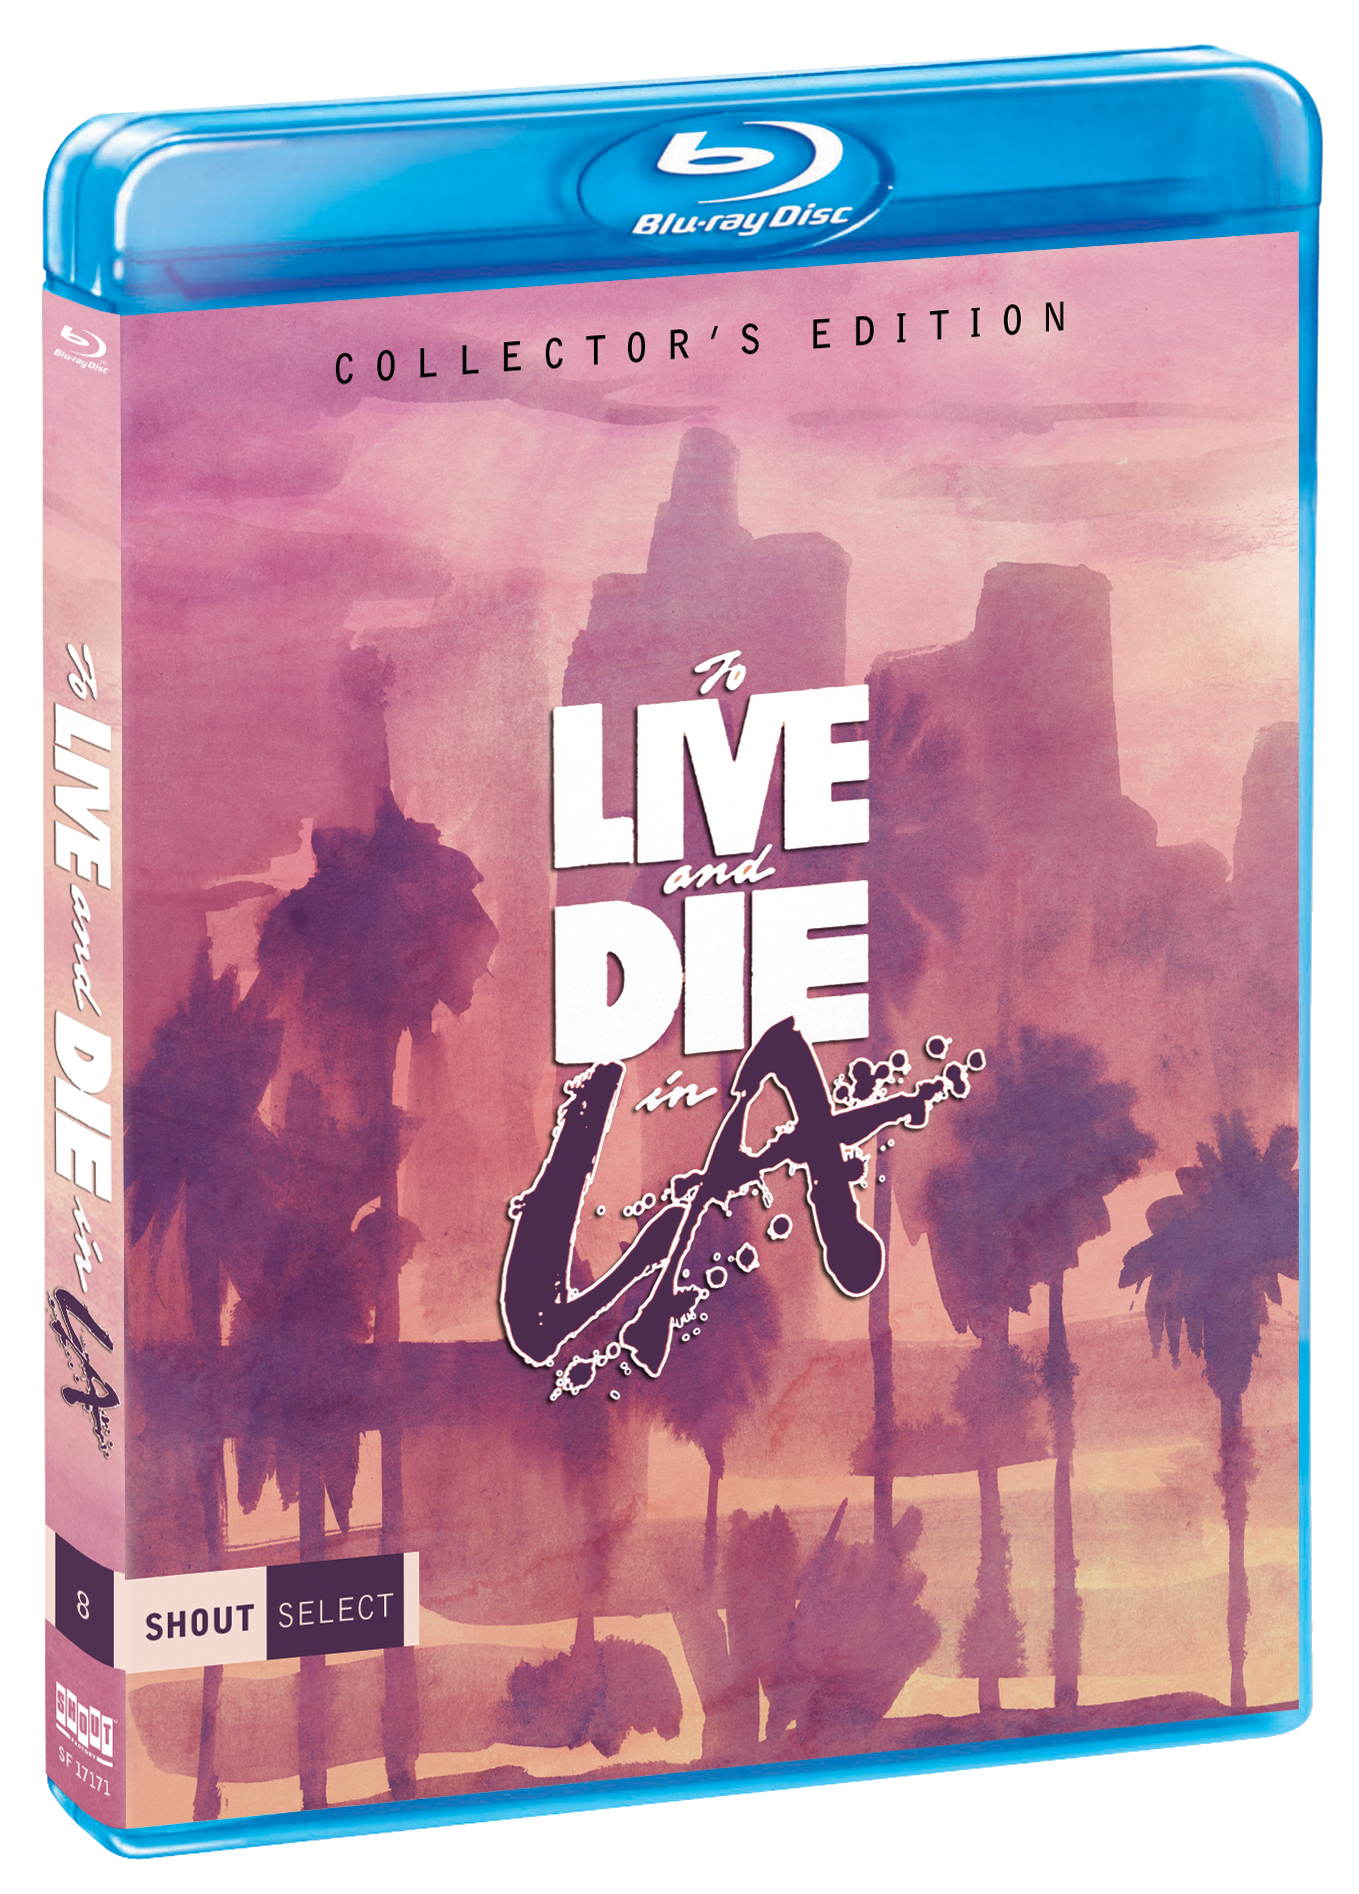 Blu-ray Disc
COLLECTOR'S EDITION
To
LIVE
and
DIE
in
LA
SHOUT SELECT
Blu-ray Disc
To LIVE and DIE in LA
8
SHOUT
FACTORY
SF 17171